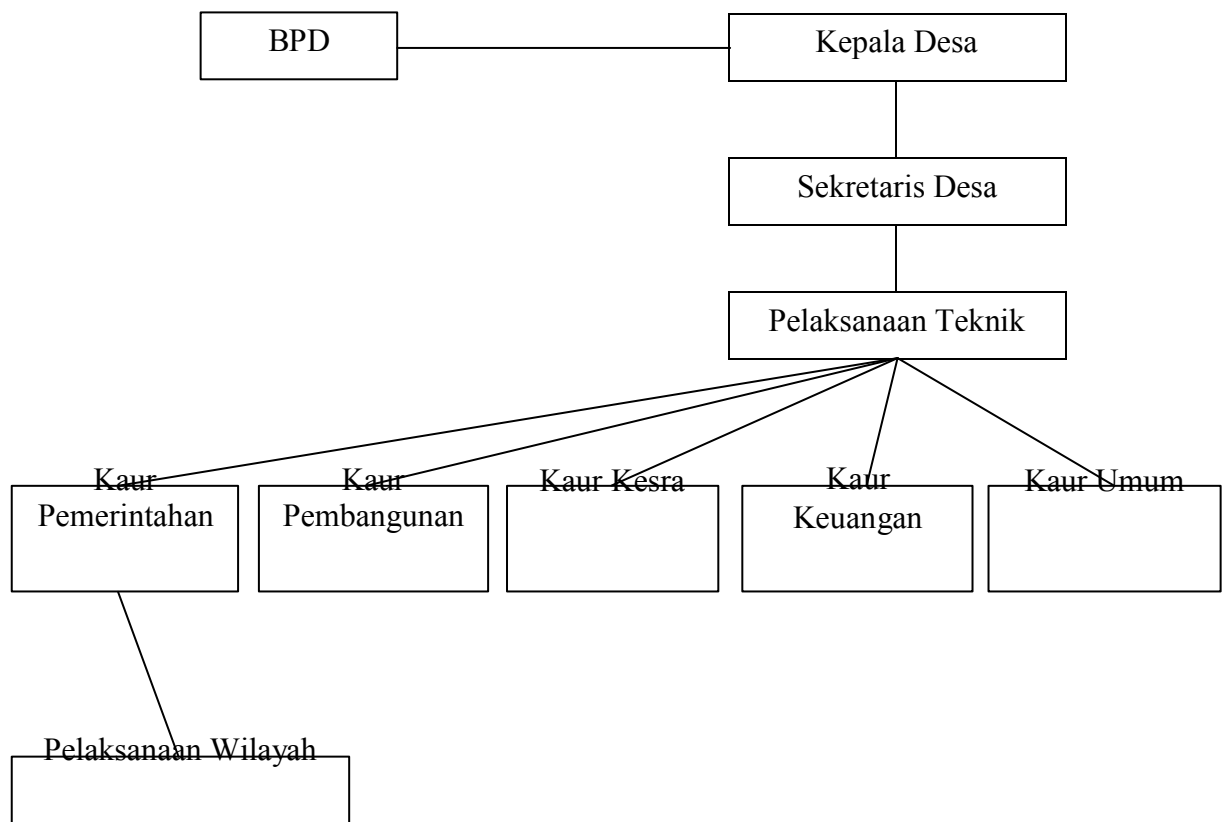 BPD
Kepala Desa
Sekretaris Desa
Pelaksanaan Teknik
Kaur
Pemerintahan
Kaur
Pembangunan
Kaur Kesra
Kaur
Keuangan
Kaur Umum
Pelaksanaan Wilayah